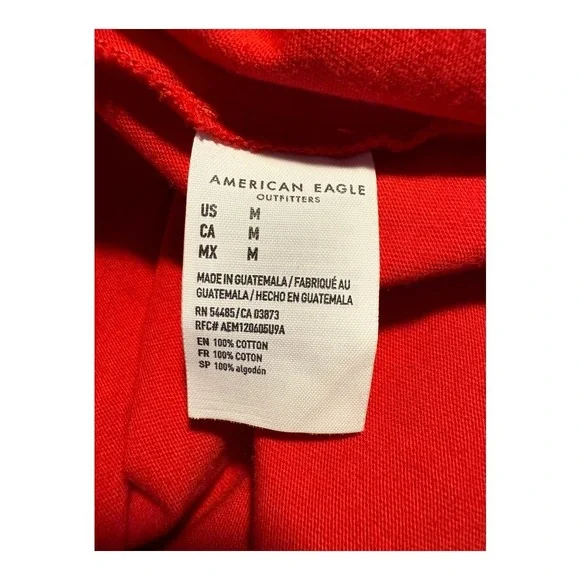 AMERICAN EAGLE
OUTFITTERS
US M
CA M
MX M
MADE IN GUATEMALA/FABRIQUÉ AU
GUATEMALA/HECHO EN GUATEMALA
RN 54485/CA 03873
RFC# AEM120605U9A
EN 100% COTTON
FR 100% COTON
SP 100% algodón